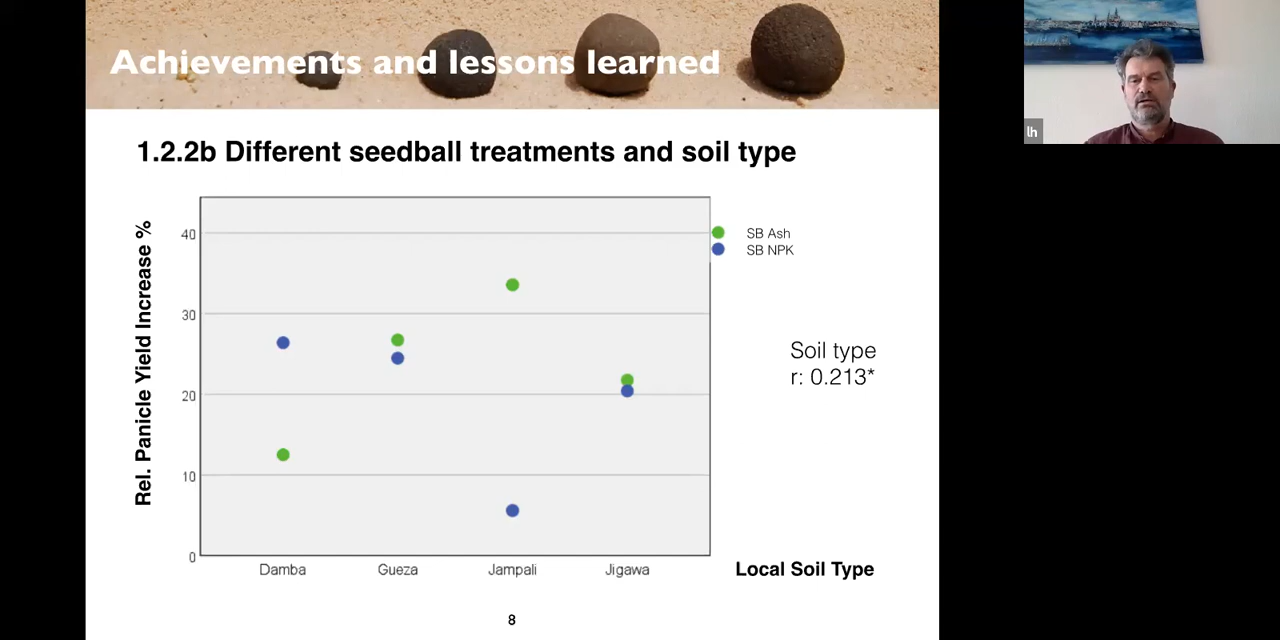 Achievements and lessons learned
lh
1.2.2b Different seedball treatments and soil type
Rel. Panicle Yield Increase %
40
30
20
10
0
SB Ash
SB NPK
Soil type
r: 0.213*
Damba Gueza Jampali Jigawa
Local Soil Type
8